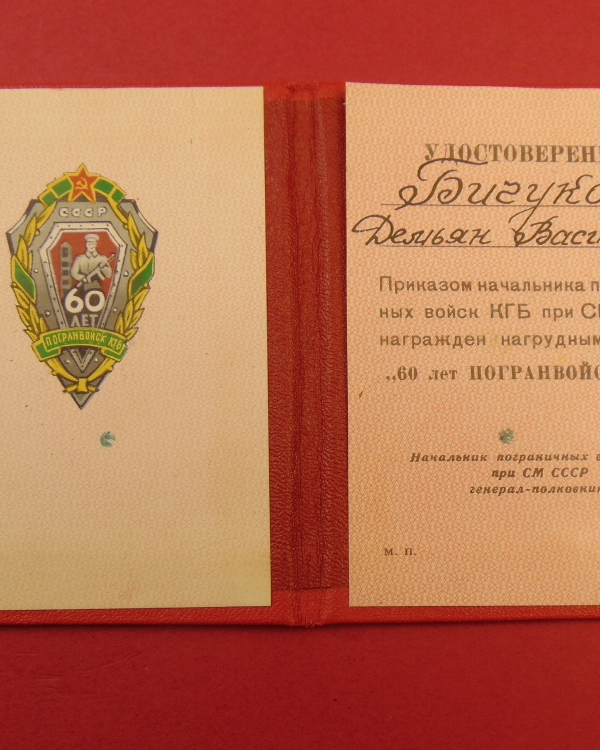 СССР
60
ЛЕТ
ПОГРАНВОЙСК КГБ
УДОСТОВЕРЕН
Бичуко
Демьян Васи
Приказом начальника п
ных войск КГБ при С
награжден нагрудным
„60 лет ПОГРАНВОЙС
Начальник пограничных в
при СМ СССР
генерал-полковник
М. П.